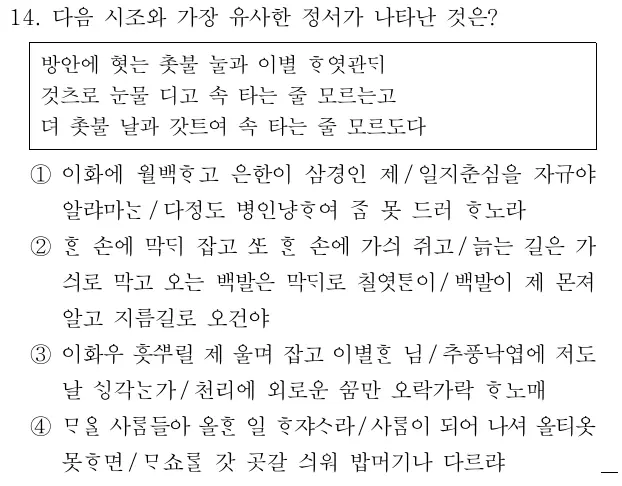 14. 다음 시조와 가장 유사한 정서가 나타난 것은?
방안에 혓는 촛불 눌과 이별 ᄒᆞ엿관ᄃᆡ
것츠로 눈물 디고 속 타는 줄 모르는고
뎌 촛불 날과 갓트여 속 타는 줄 모르도다
① 이화에 월백ᄒᆞ고 은한이 삼경인 제/일지춘심을 자규야
알랴마ᄂᆞᆫ/다정도 병인냥ᄒᆞ여 좀 못 드러 ᄒᆞ노라
② ᄒᆞᆫ 손에 막ᄃᆡ 잡고 ᄯᅩ ᄒᆞᆫ 손에 가싀 쥐고/늙는 길은 가
싀로 막고 오는 백발은 막ᄃᆡ로 칠엿ᄐᆞᆫ이/백발이 제 몬져
알고 지름길로 오건야
③ 이화우 흣ᄲᅮ릴 제 울며 잡고 이별ᄒᆞᆫ 님/추풍낙엽에 저도
날 ᄉᆡᆼ각ᄂᆞᆫ가/천리에 외로운 ᄭᅮᆷ만 오락가락 ᄒᆞ노매
④ ᄆᆞ을 사ᄅᆞᆷ들아 올ᄒᆞᆫ 일 ᄒᆞ쟈스라/사ᄅᆞᆷ이 되어 나셔 올티옷
못ᄒᆞ면/ᄆᆞ쇼ᄅᆞᆯ 갓 곳갈 싀워 밥머기나 다르랴